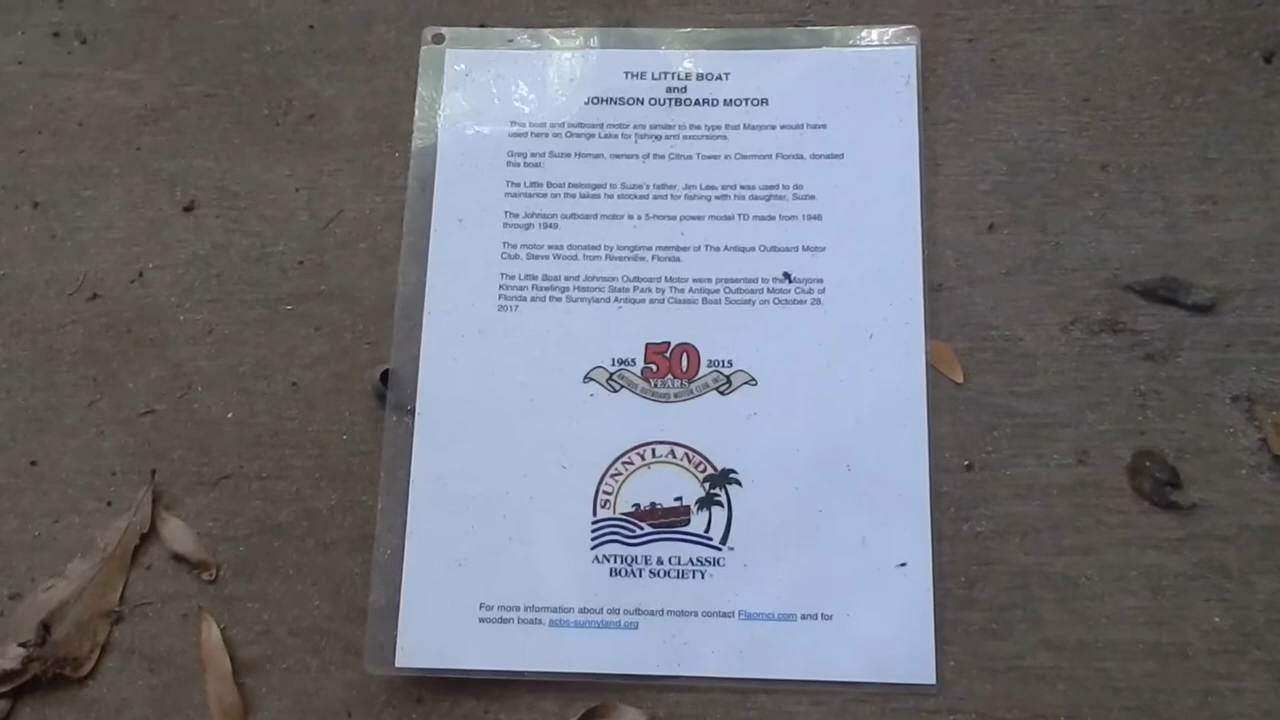 THE LITTLE BOAT
and
JOHNSON OUTBOARD MOTOR
This boat and outboard motor are similar to the type that Marjorie would have
used here on Orange Lake for fishing and excursions.
Greg and Suzie Homan, owners of the Citrus Tower in Clermont Florida, donated
this boat.
The Little Boat belonged to Suzie's father, Jim Lee, and was used to do
maintance on the lakes he stocked and for fishing with his daughter, Suzie.
The Johnson outboard motor is a 5-horse power model TD made from 1946
through 1949.
The motor was donated by longtime member of The Antique Outboard Motor
Club, Steve Wood, from Riverview, Florida.
The Little Boat and Johnson Outboard Motor were presented to the Marjorie
Kinnan Rawlings Historic State Park by The Antique Outboard Motor Club of
Florida and the Sunnyland Antique and Classic Boat Society on October 28,
2017.
1965 50 2015
YEARS
ANTIQUE OUTBOARD MOTOR CLUB, INC.
SUNNYLAND
TM
ANTIQUE & CLASSIC
BOAT SOCIETY
For more information about old outboard motors contact Flaomci.com and for
wooden boats, acbs-sunnyland.org